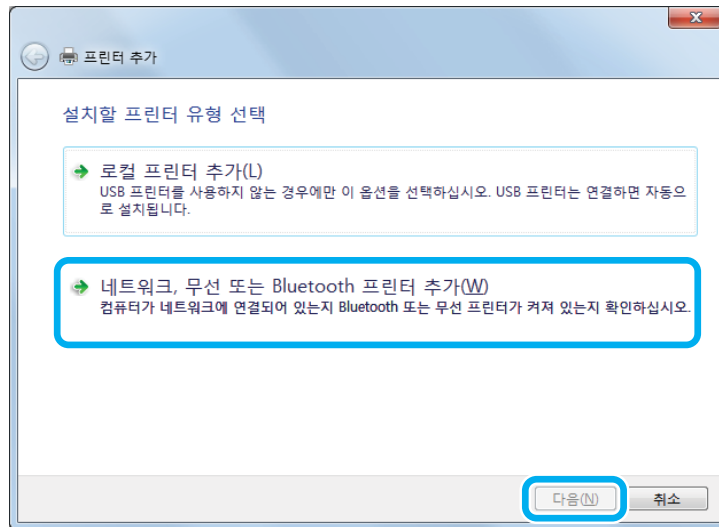 프린터 추가
설치할 프린터 유형 선택
로컬 프린터 추가(L)
USB 프린터를 사용하지 않는 경우에만 이 옵션을 선택하십시오. USB 프린터는 연결하면 자동으
로 설치됩니다.
네트워크, 무선 또는 Bluetooth 프린터 추가(W)
컴퓨터가 네트워크에 연결되어 있는지 Bluetooth 또는 무선 프린터가 켜져 있는지 확인하십시오.
다음(N) 취소